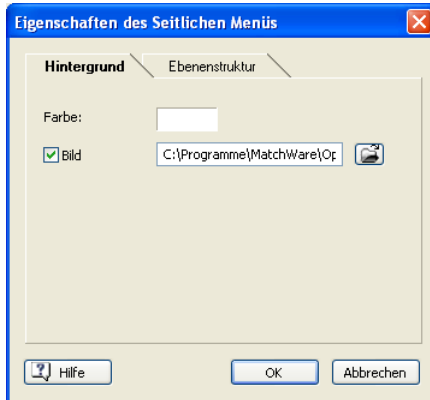 Eigenschaften des Seitlichen Menüs
Hintergrund Ebenenstruktur
Farbe:
Bild C:\Programme\MatchWare\Op
Hilfe OK Abbrechen